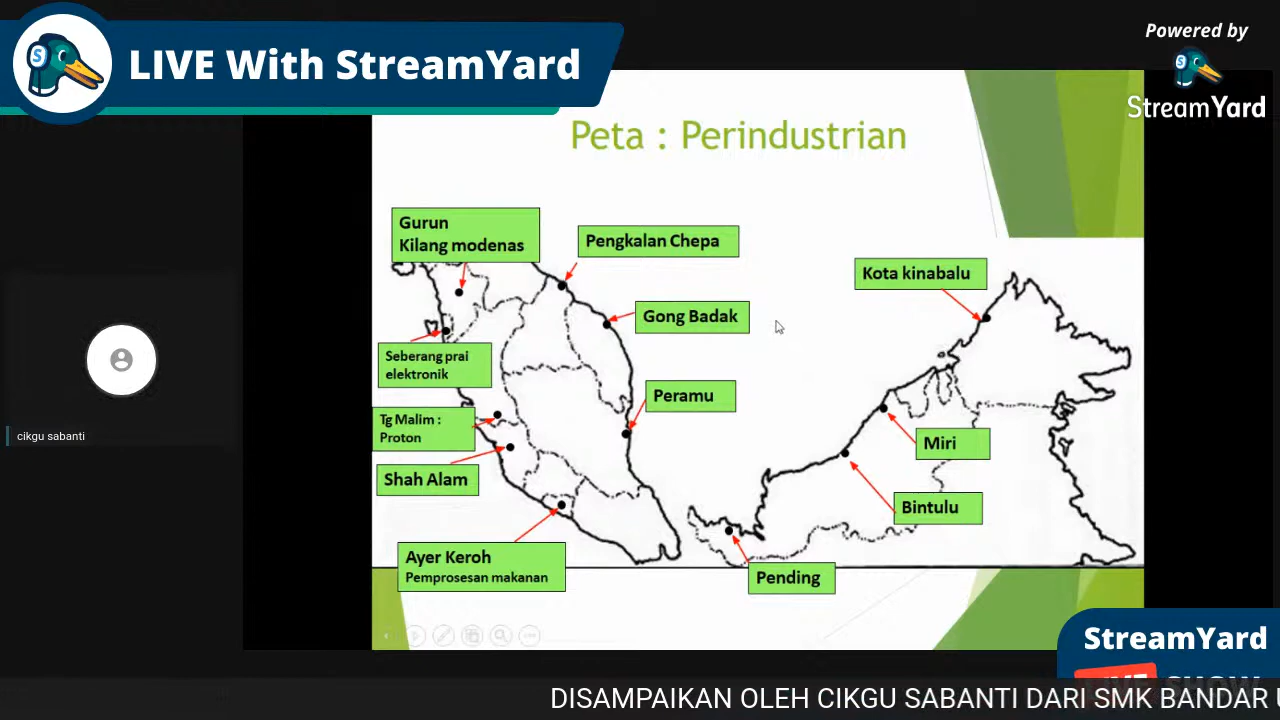 LIVE With StreamYard
Powered by
StreamYard
Peta : Perindustrian
Gurun
Kilang modenas
Pengkalan Chepa
Kota kinabalu
Gong Badak
Seberang prai
elektronik
Peramu
Tg Malim :
Proton
Miri
Shah Alam
Bintulu
Ayer Keroh
Pemprosesan makanan
Pending
cikgu sabanti
StreamYard
LIVE SHOW
DISAMPAIKAN OLEH CIKGU SABANTI DARI SMK BANDAR